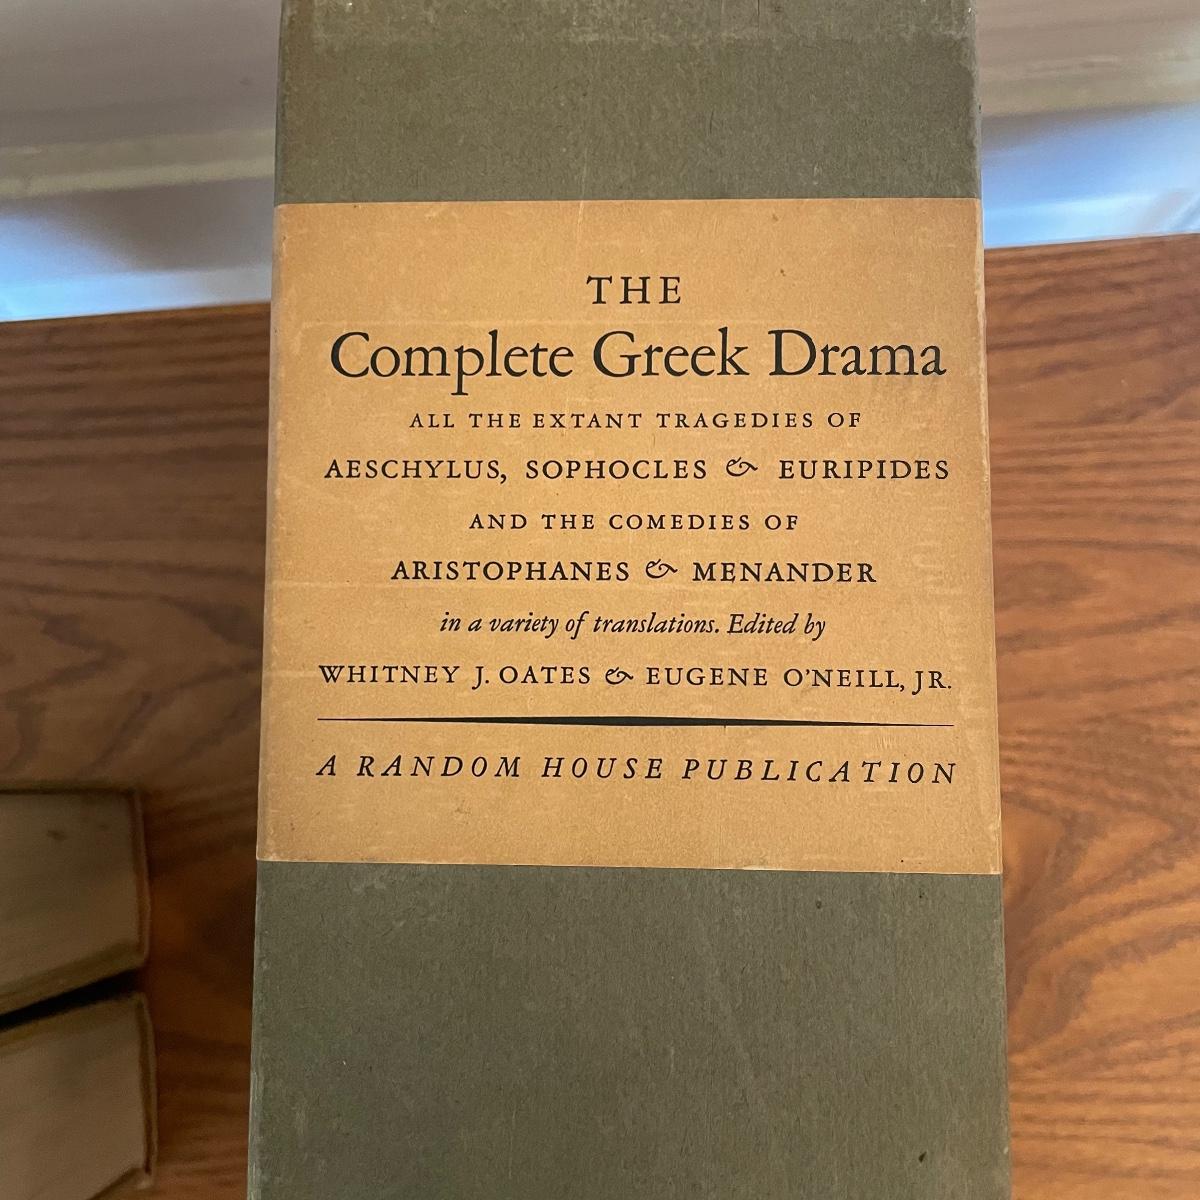 THE
Complete Greek Drama
ALL THE EXTANT TRAGEDIES OF
AESCHYLUS, SOPHOCLES & EURIPIDES
AND THE COMEDIES OF
ARISTOPHANES & MENANDER
in a variety of translations. Edited by
WHITNEY J. OATES & EUGENE O'NEILL, JR.
A RANDOM HOUSE PUBLICATION